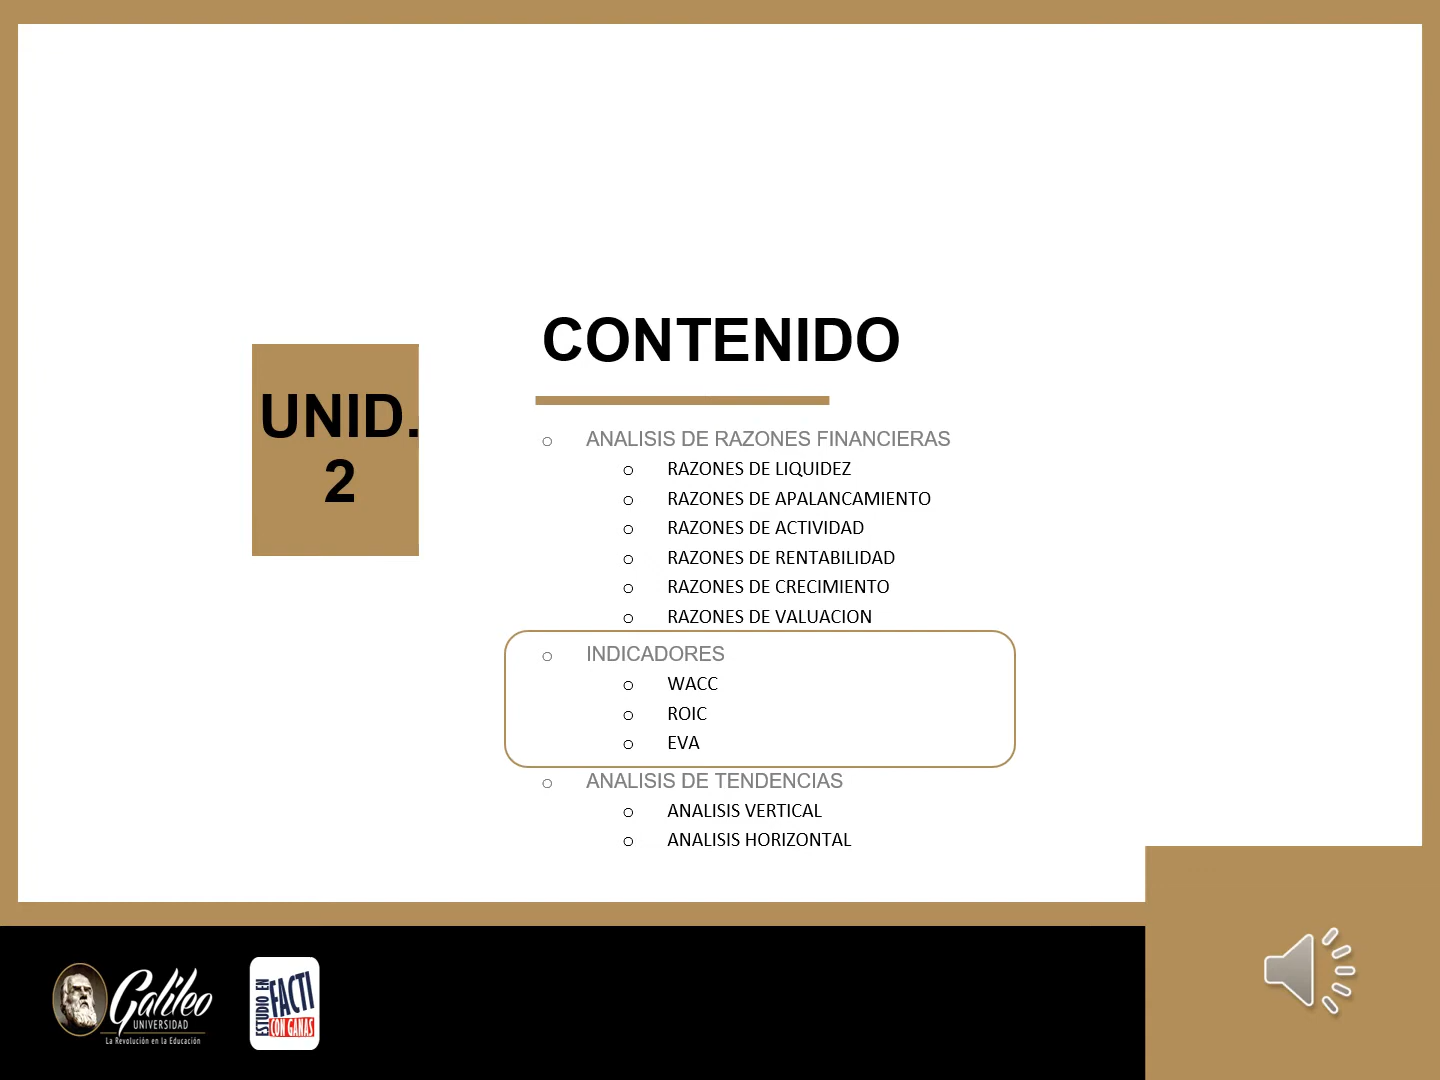 CONTENIDO
UNID.
2
ANALISIS DE RAZONES FINANCIERAS
RAZONES DE LIQUIDEZ
RAZONES DE APALANCAMIENTO
RAZONES DE ACTIVIDAD
RAZONES DE RENTABILIDAD
RAZONES DE CRECIMIENTO
RAZONES DE VALUACION
INDICADORES
WACC
ROIC
EVA
ANALISIS DE TENDENCIAS
ANALISIS VERTICAL
ANALISIS HORIZONTAL
Galileo
UNIVERSIDAD
La Revolución en la Educación
ESTUDIO EN
FACTI
CON GANAS